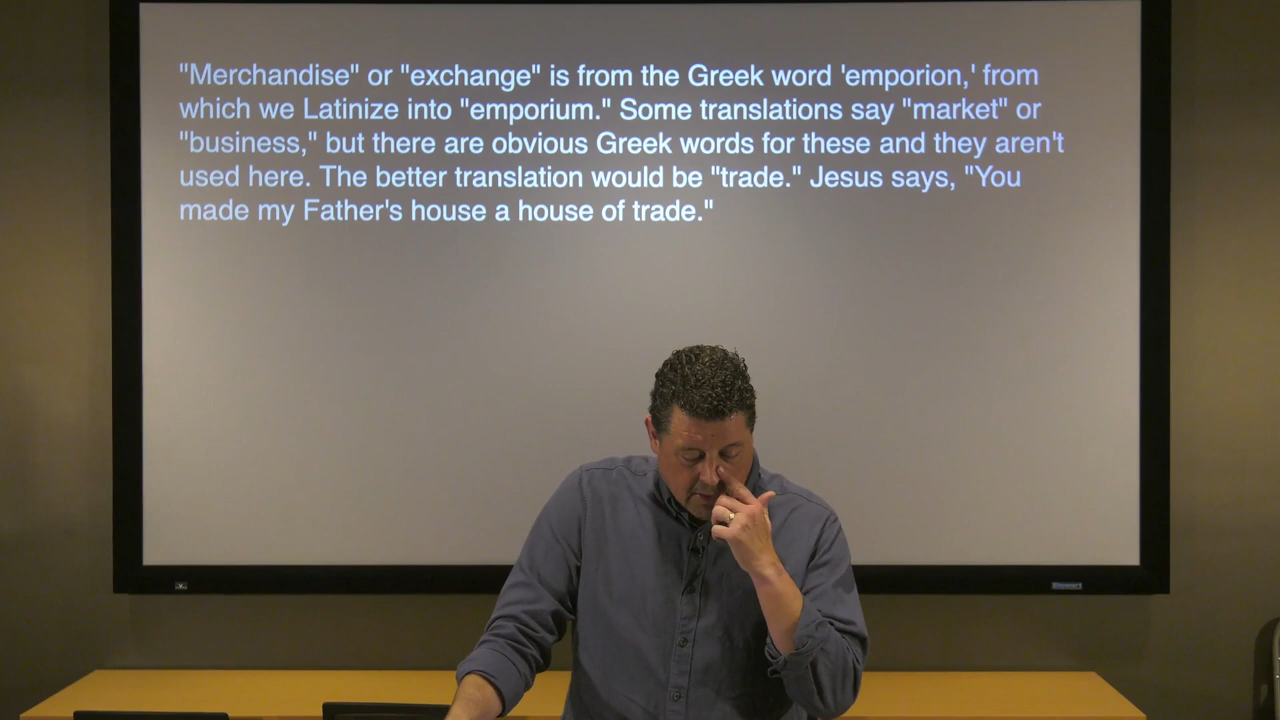 "Merchandise" or "exchange" is from the Greek word 'emporion,' from
which we Latinize into "emporium." Some translations say "market" or
"business," but there are obvious Greek words for these and they aren't
used here. The better translation would be "trade." Jesus says, "You
made my Father's house a house of trade."